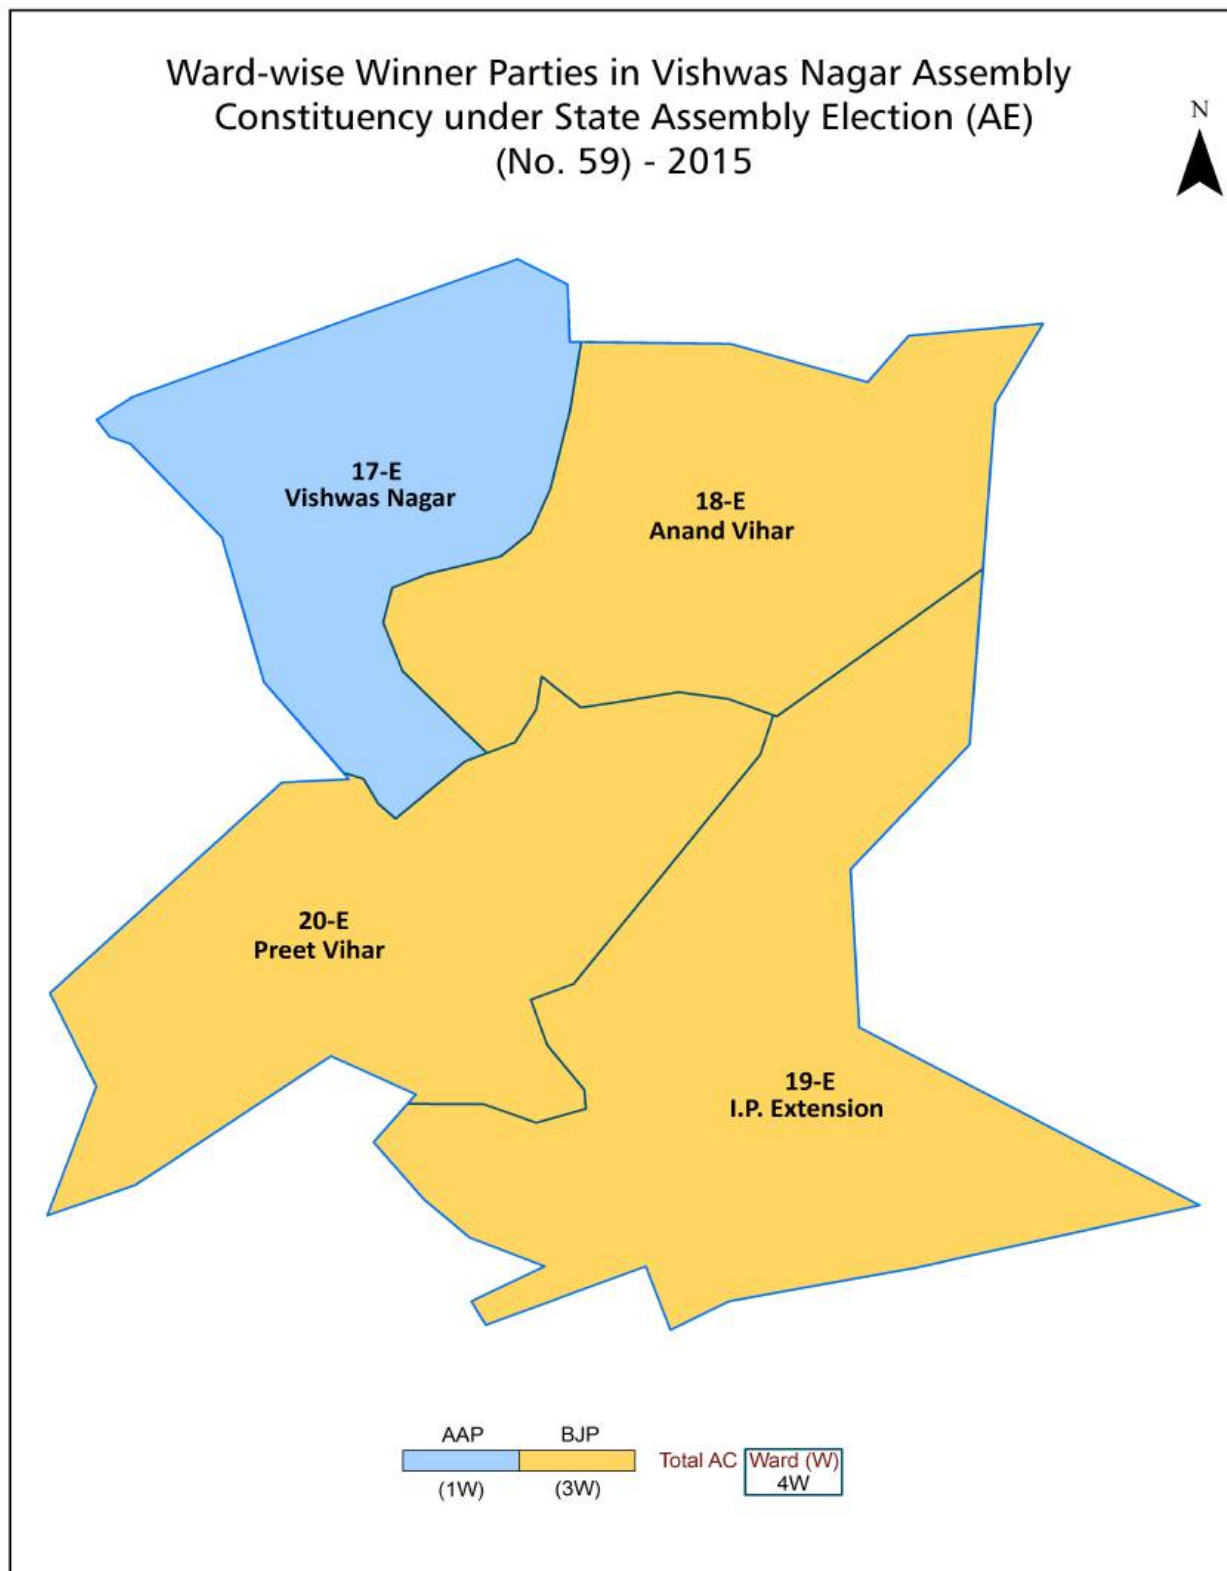 Ward-wise Winner Parties in Vishwas Nagar Assembly
Constituency under State Assembly Election (AE)
(No. 59) - 2015
N
17-E
Vishwas Nagar
18-E
Anand Vihar
20-E
Preet Vihar
19-E
I.P. Extension
AAP BJP
Total AC Ward (W)
(1W) (3W) 4W